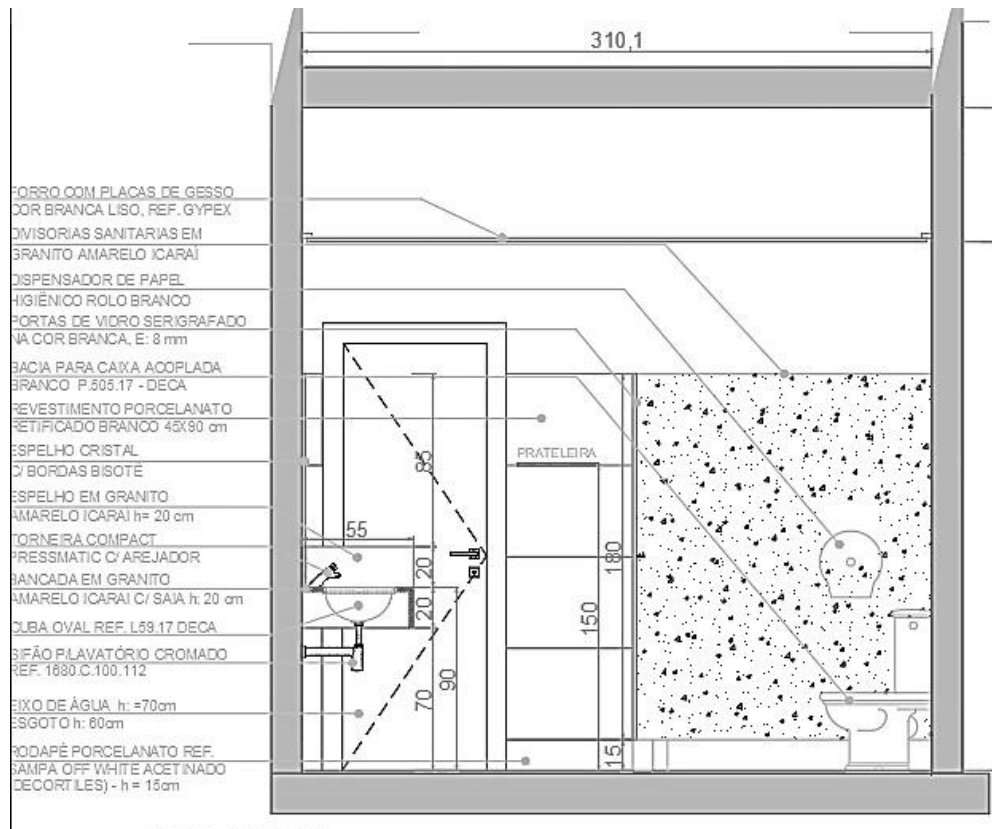 310,1
FORRO COM PLACAS DE GESSO
COR BRANCA LISO, REF. GYPEX
DIVISORIAS SANITARIAS EM
GRANITO AMARELO ICARAÍ
DISPENSADOR DE PAPEL
HIGIÊNICO ROLO BRANCO
PORTAS DE VIDRO SERIGRAFADO
NA COR BRANCA, E: 8 mm
BACIA PARA CAIXA ACOPLADA
BRANCO P.505.17 - DECA
REVESTIMENTO PORCELANATO
RETIFICADO BRANCO 45X90 cm
ESPELHO CRISTAL
C/ BORDAS BISOTÊ
ESPELHO EM GRANITO
AMARELO ICARAI h= 20 cm
TORNEIRA COMPACT
PRESSMATIC C/ AREJADOR
BANCADA EM GRANITO
AMARELO ICARAI C/ SAIA h: 20 cm
CUBA OVAL REF. L59.17 DECA
SIFÃO P/LAVATÓRIO CROMADO
REF. 1680.C.100.112
EIXO DE ÁGUA h: =70cm
ESGOTO h: 60cm
RODAPÉ PORCELANATO REF.
SAMPA OFF WHITE ACETINADO
(DECORTILES) - h = 15cm
85
PRATELEIRA
55
20
180
20
150
90
70
15